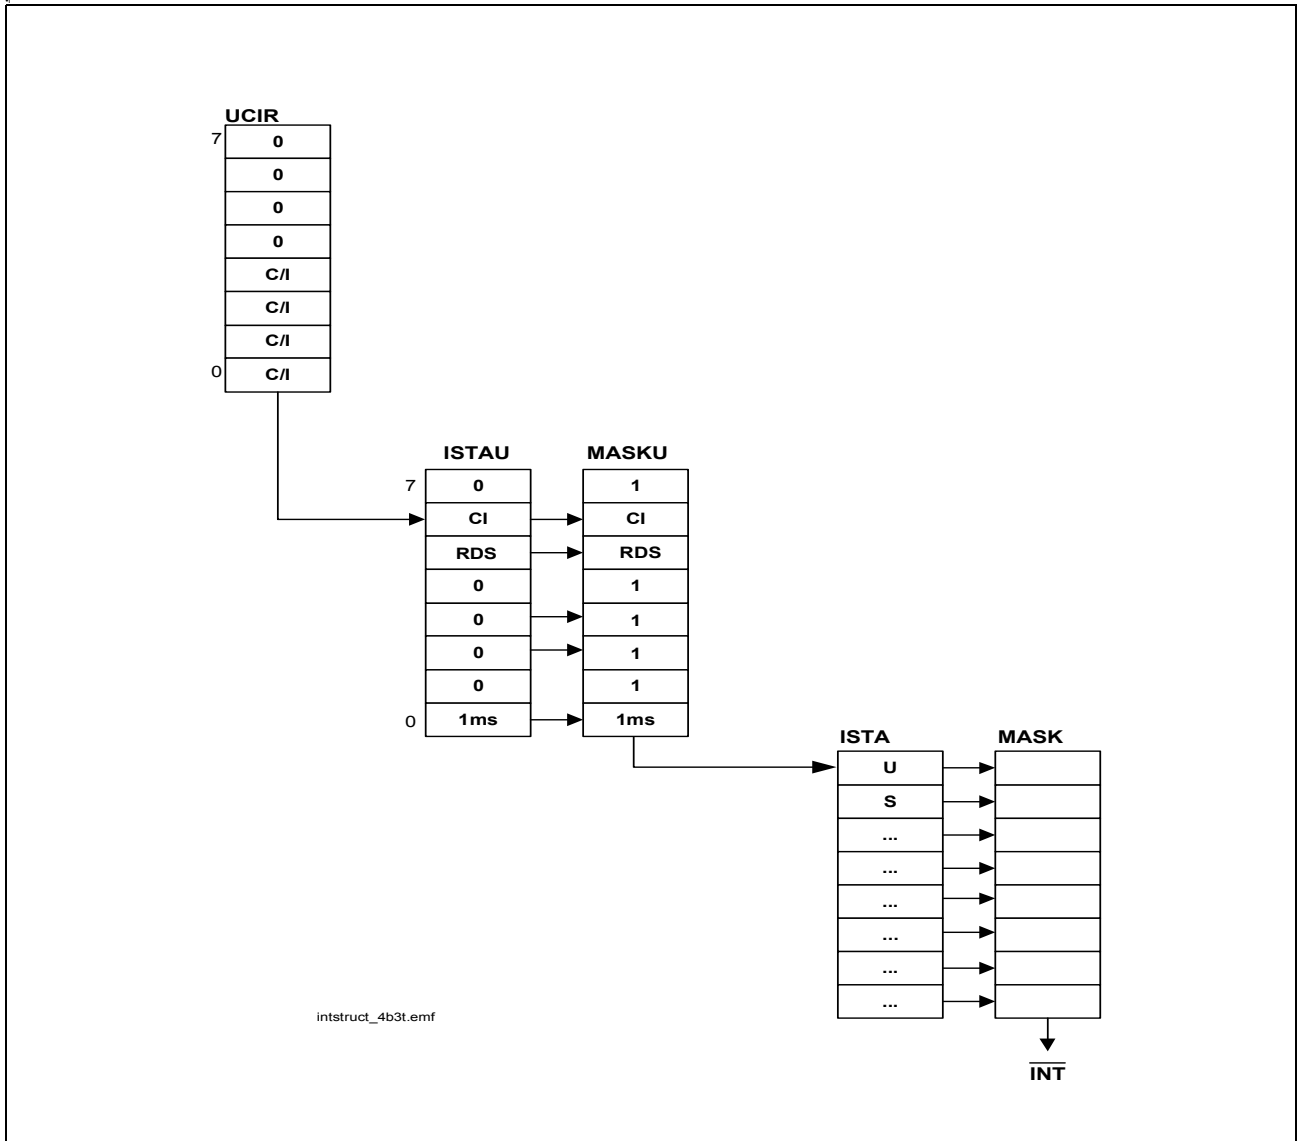 UCIR
7 0
0
0
0
C/I
C/I
C/I
0 C/I
ISTAU MASKU
7 0 1
CI CI
RDS RDS
0 1
0 1
0 1
0 1
0 1ms 1ms
ISTA MASK
U
S
...
...
...
...
...
...
intstruct_4b3t.emf
INT